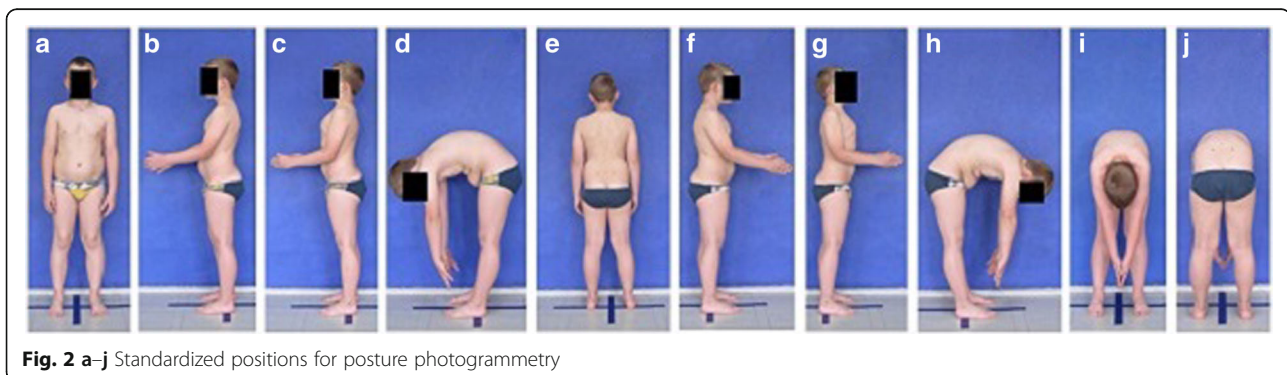 a b c d e f g h i j
Fig. 2 a–j Standardized positions for posture photogrammetry